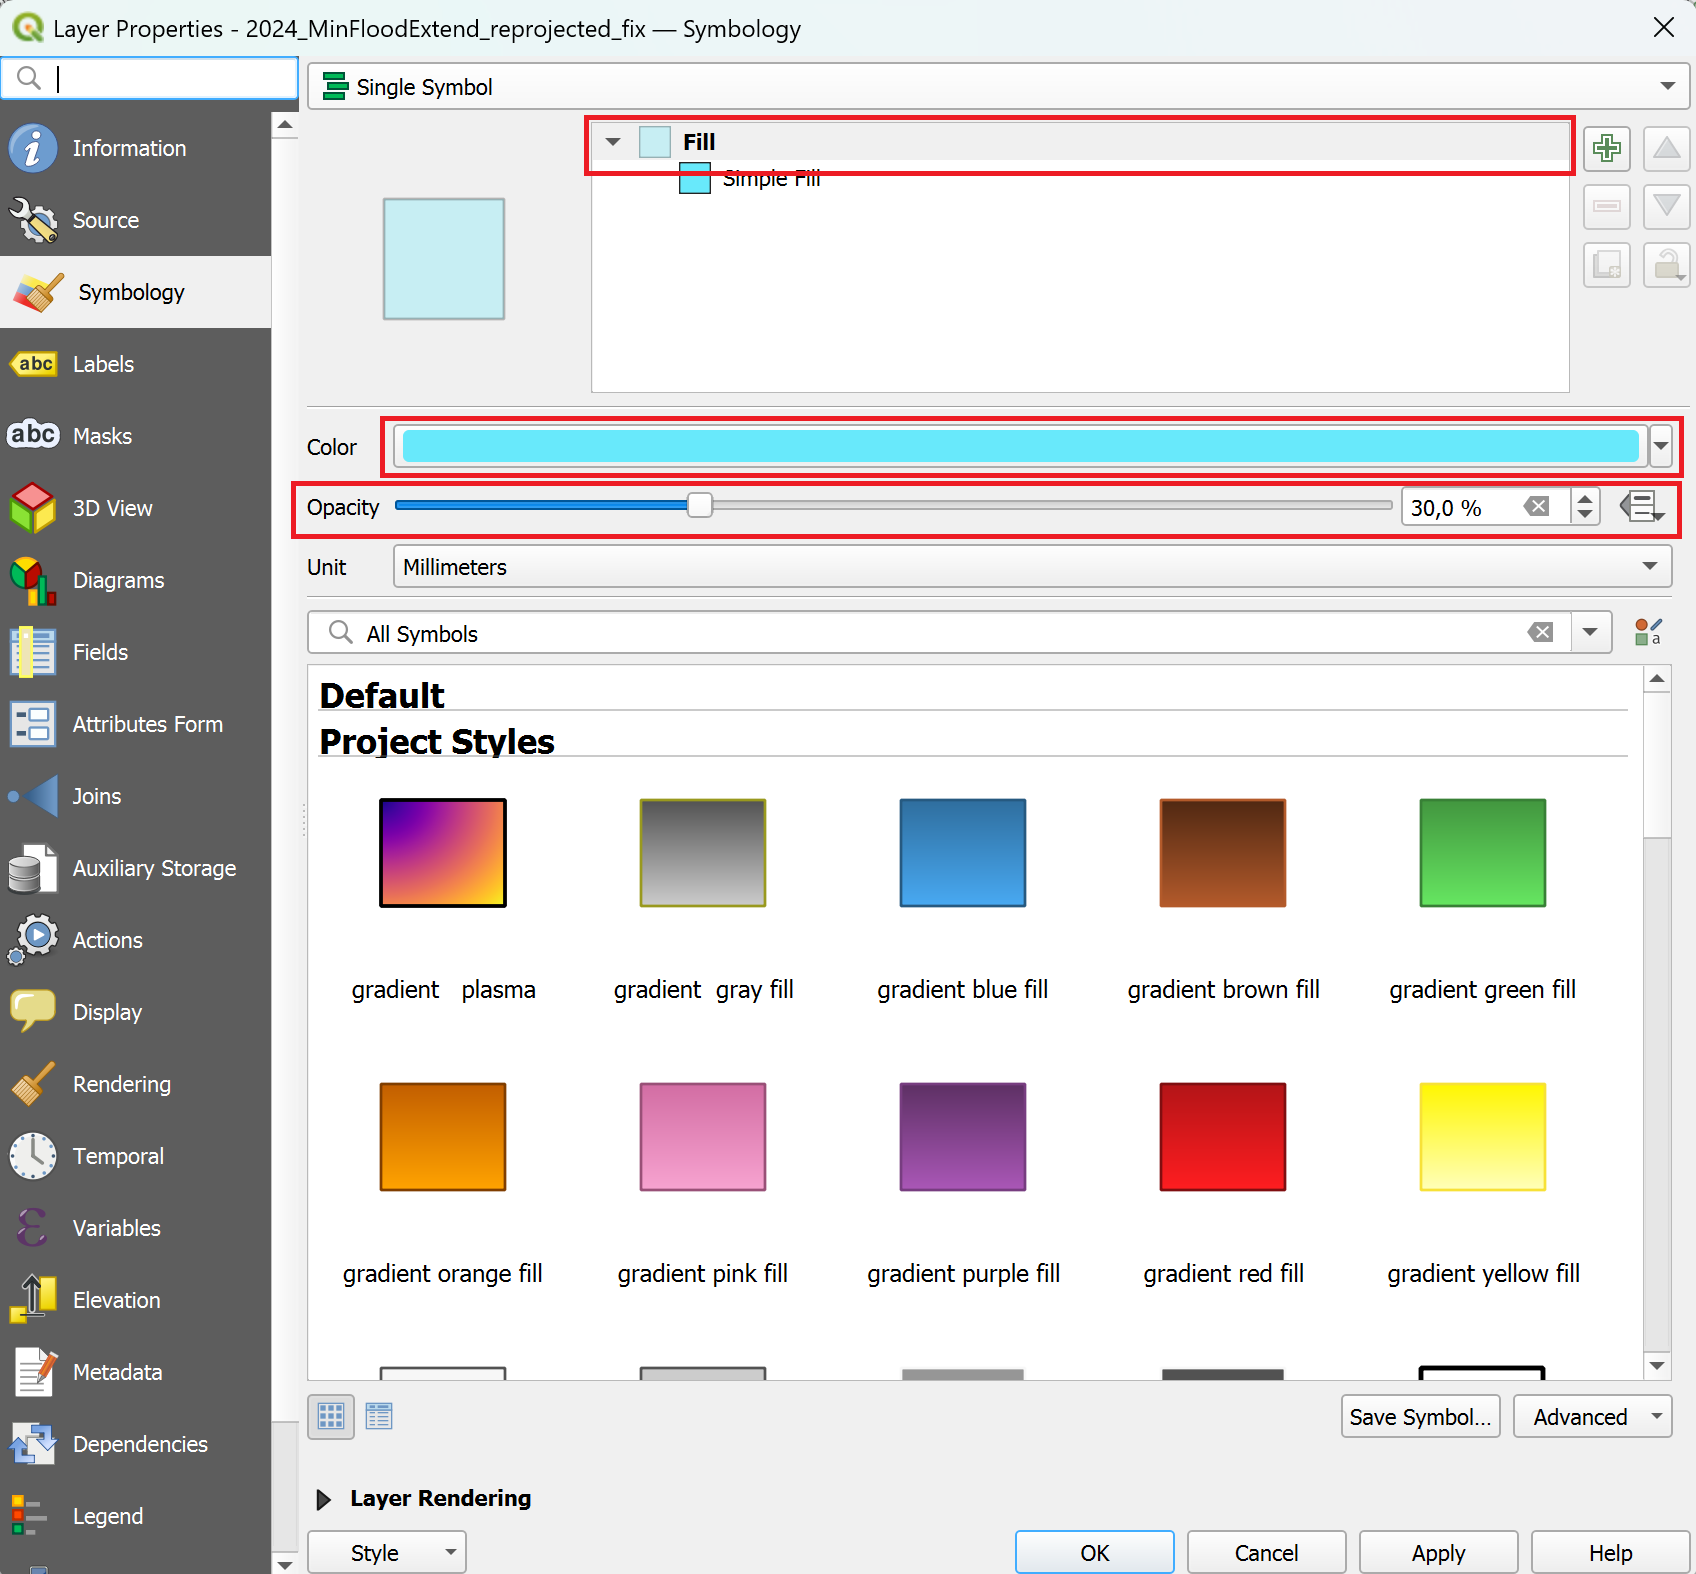 Layer Properties - 2024_MinFloodExtend_reprojected_fix — Symbology
Single Symbol
Information
Source
Symbology
Labels
Masks
3D View
Diagrams
Fields
Attributes Form
Joins
Auxiliary Storage
Actions
Display
Rendering
Temporal
Variables
Elevation
Metadata
Dependencies
Legend
abc
abc
Fill
Simple Fill
Color
Opacity
30,0 %
Unit
Millimeters
All Symbols
a
Default
Project Styles
gradient plasma
gradient gray fill
gradient blue fill
gradient brown fill
gradient green fill
gradient orange fill
gradient pink fill
gradient purple fill
gradient red fill
gradient yellow fill
Save Symbol...
Advanced
Layer Rendering
Style
OK
Cancel
Apply
Help